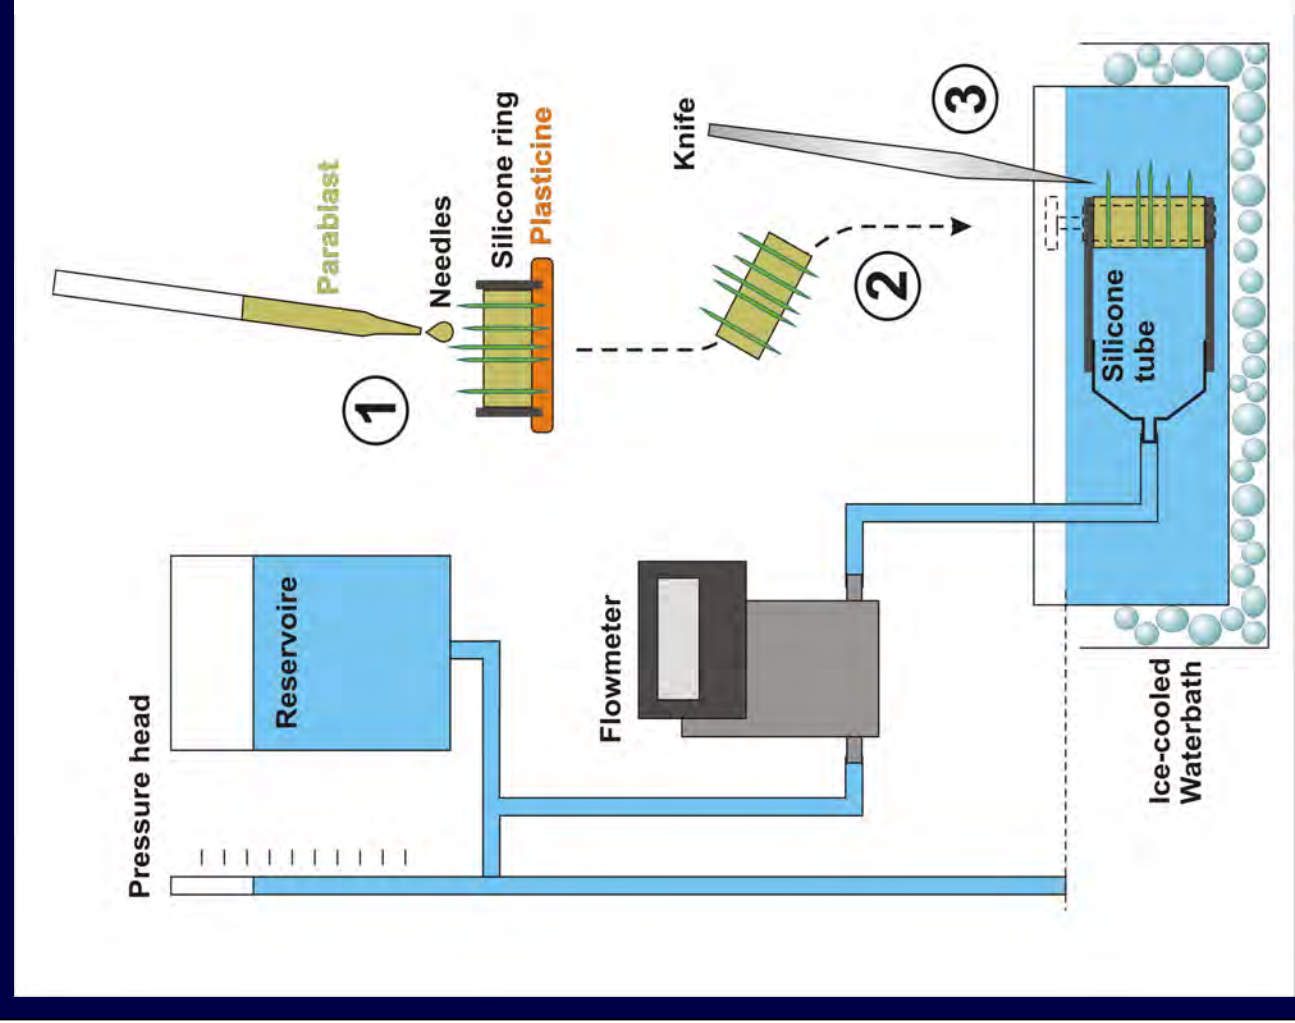 Pressure head
Reservoire
Flowmeter
Ice-cooled
Waterbath
1
Parablast
Needles
Silicone ring
Plasticine
2
Knife
3
Silicone
tube